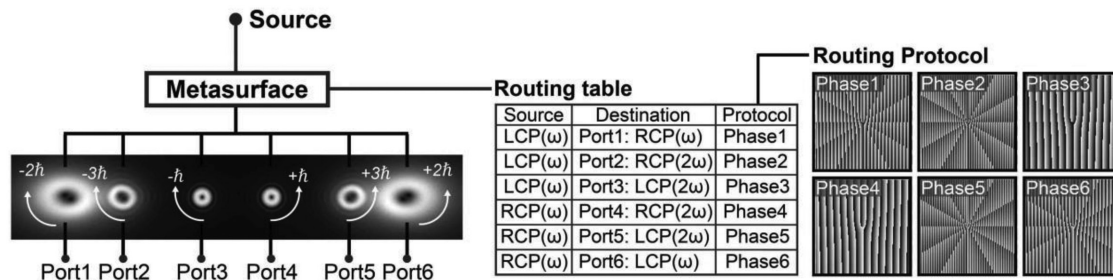 Source
Metasurface
-2ħ
-3ħ
-ħ
+ħ
+3ħ
+2ħ
Port1 Port2 Port3 Port4 Port5 Port6
Routing table
Source Destination Protocol
LCP(ω) Port1: RCP(ω) Phase1
LCP(ω) Port2: RCP(2ω) Phase2
LCP(ω) Port3: LCP(2ω) Phase3
RCP(ω) Port4: RCP(2ω) Phase4
RCP(ω) Port5: LCP(2ω) Phase5
RCP(ω) Port6: LCP(ω) Phase6
Routing Protocol
Phase1 Phase2 Phase3
Phase4 Phase5 Phase6